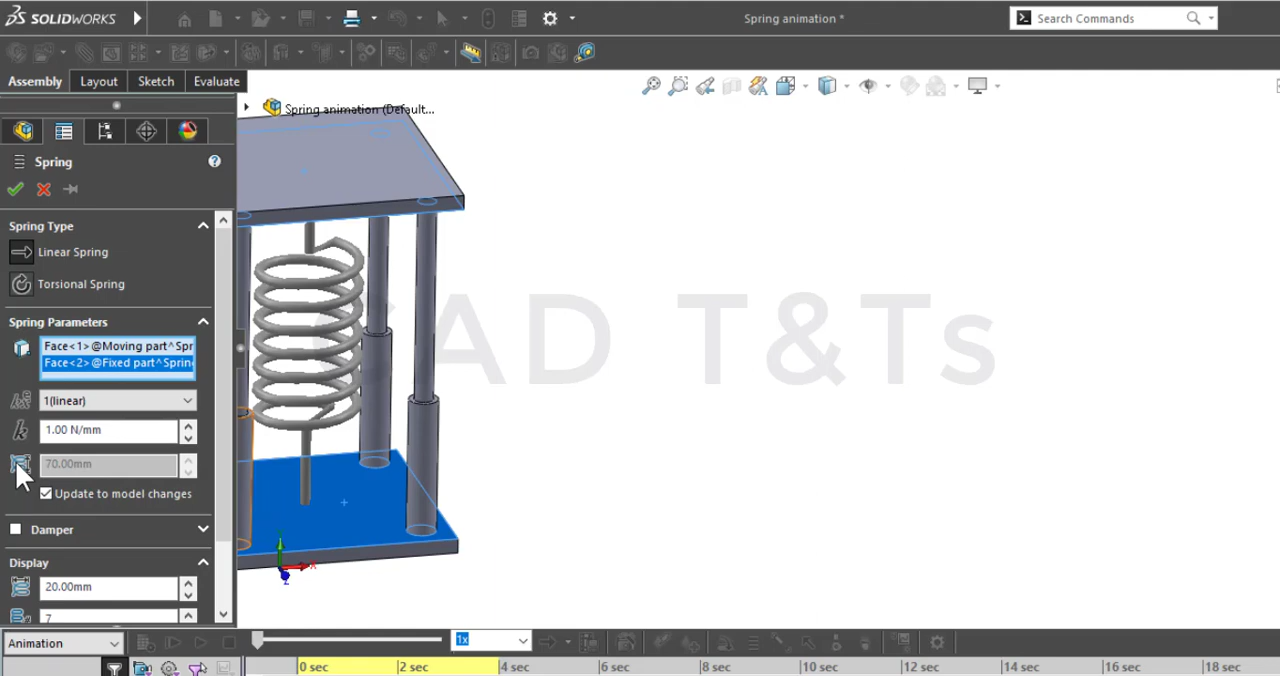 SOLIDWORKS
Spring animation *
Search Commands
Assembly
Layout
Sketch
Evaluate
Spring animation (Default...
Spring
Spring Type
Linear Spring
Torsional Spring
Spring Parameters
Face<1>@Moving part^Spr
Face<2>@Fixed part^Spring
1(linear)
1.00 N/mm
70.00mm
Update to model changes
Damper
Display
20.00mm
7
CAD T&Ts
X
Animation
1x
0 sec
2 sec
4 sec
6 sec
8 sec
10 sec
12 sec
14 sec
16 sec
18 sec